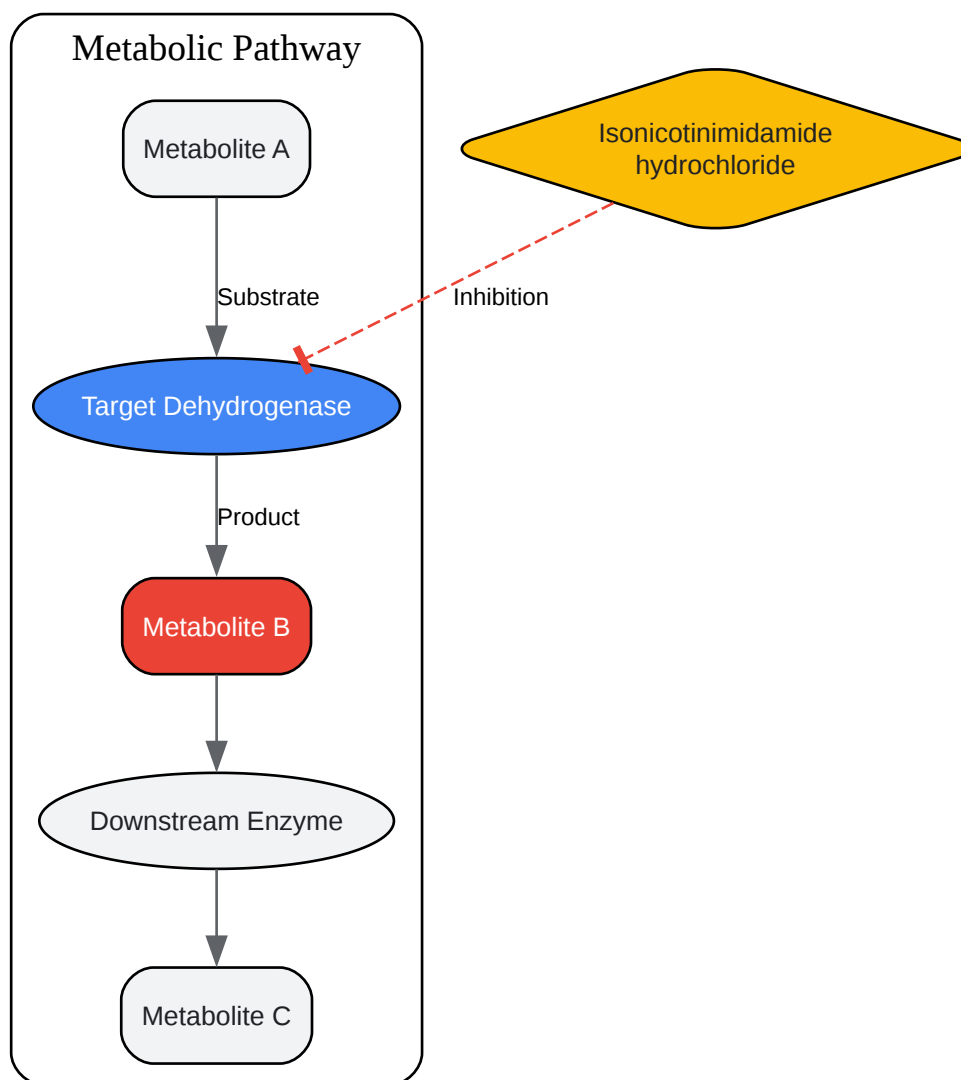 Metabolic Pathway
Metabolite A
Isonicotinimidamide
hydrochloride
Substrate
Inhibition
Target Dehydrogenase
Product
Metabolite B
Downstream Enzyme
Metabolite C